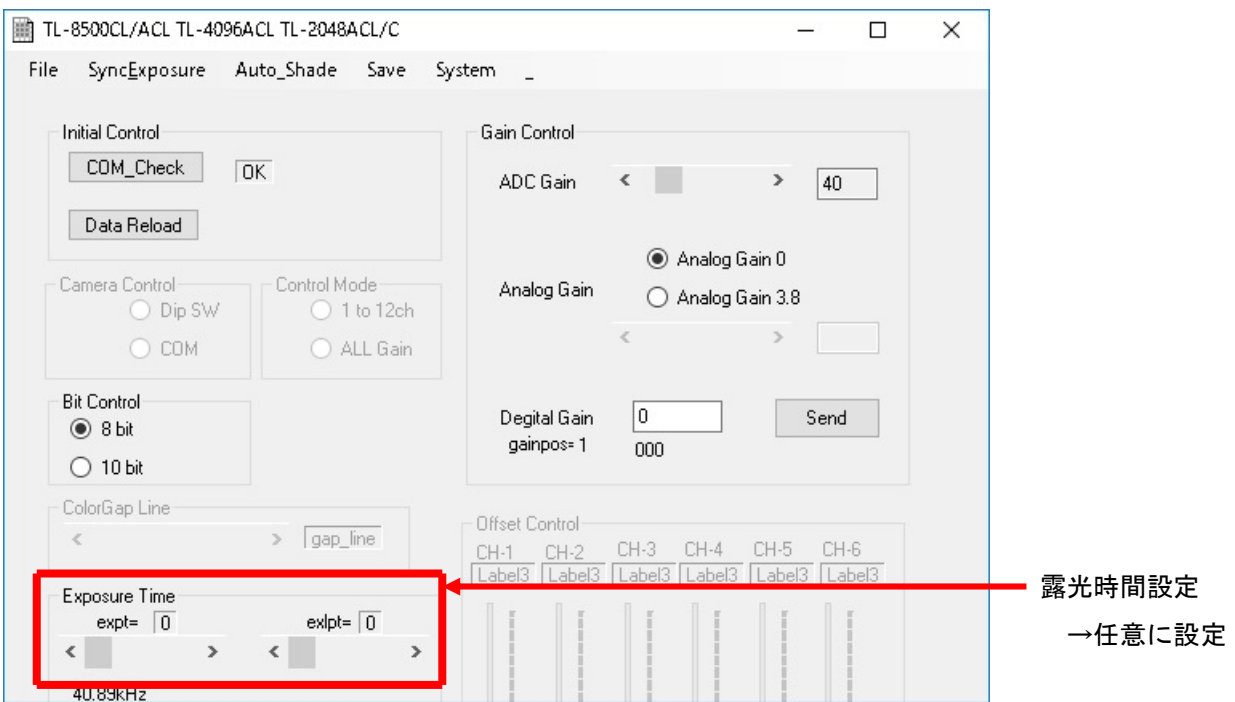 TL-8500CL/ACL TL-4096ACL TL-2048ACL/C
File SyncExposure Auto_Shade Save System _
Initial Control
COM_Check OK
Data Reload
Camera Control
Dip SW
COM
Control Mode
1 to 12ch
ALL Gain
Bit Control
8 bit
10 bit
ColorGap Line
gap_line
Exposure Time
expt= 0 exlpt= 0
40.89kHz
Gain Control
ADC Gain 40
Analog Gain
Analog Gain 0
Analog Gain 3.8
Degital Gain 0 Send
gainpos= 1 000
Offset Control
CH-1 CH-2 CH-3 CH-4 CH-5 CH-6
Label3 Label3 Label3 Label3 Label3 Label3
露光時間設定
→任意に設定